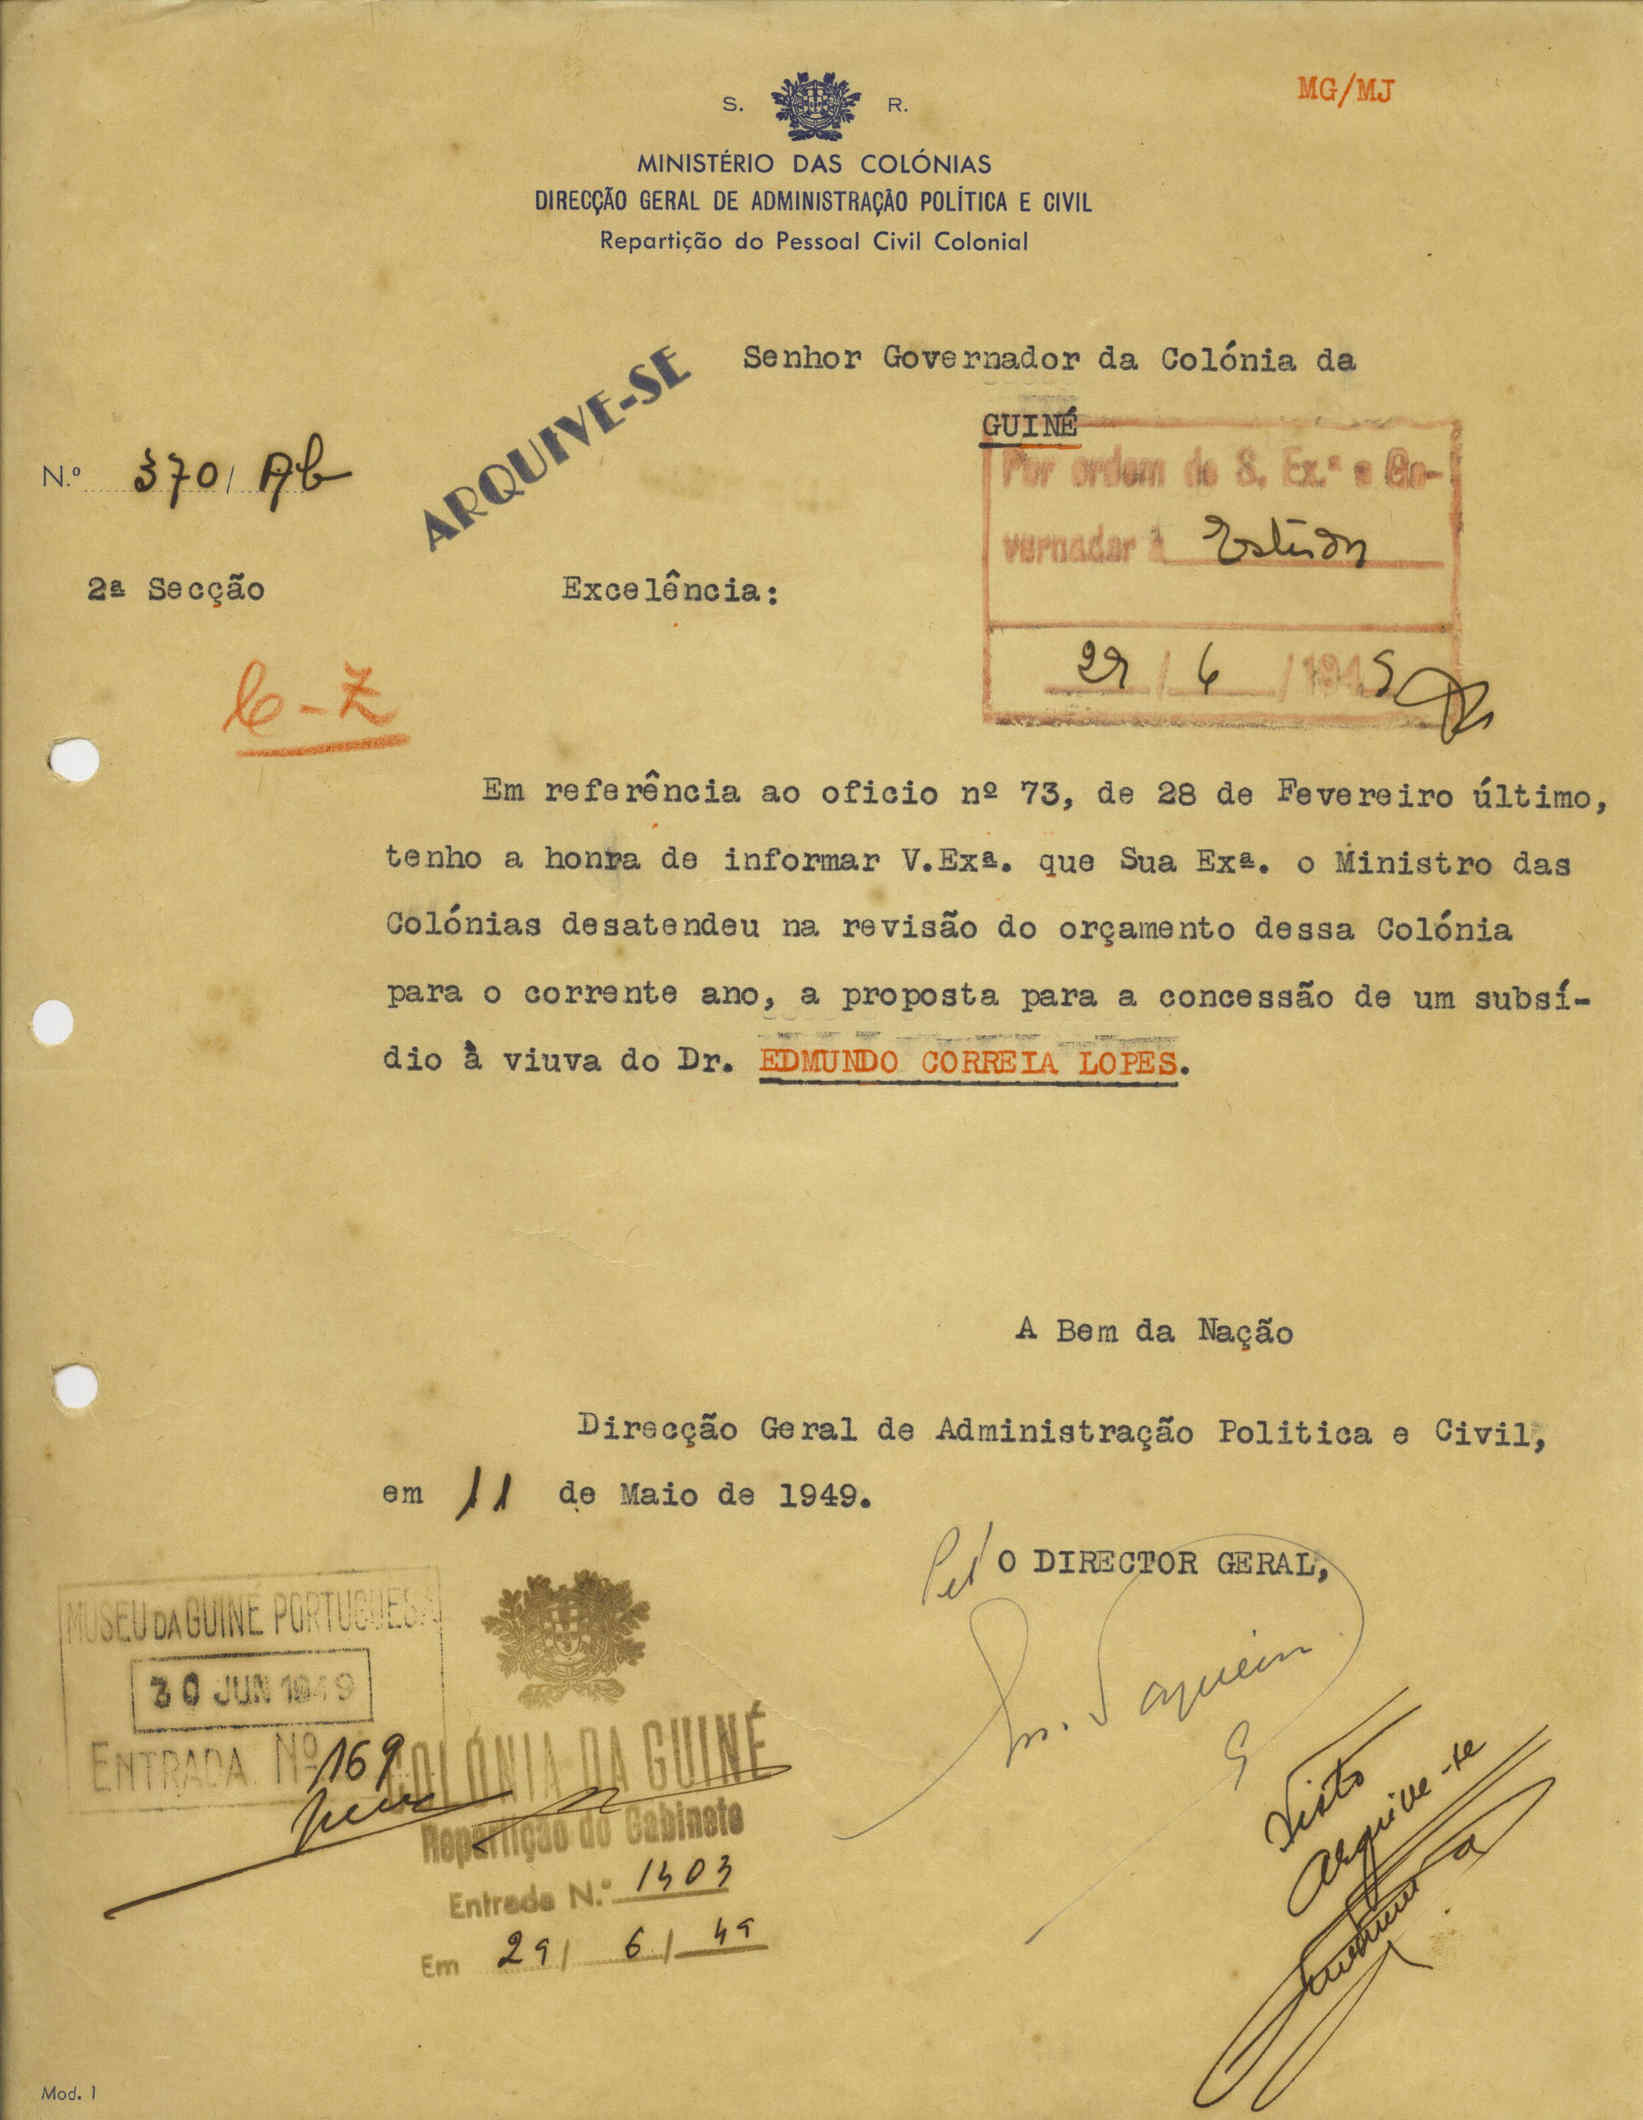 MG/MJ
S. R.
MINISTÉRIO DAS COLÓNIAS
DIRECÇÃO GERAL DE ADMINISTRAÇÃO POLÍTICA E CIVIL
Repartição do Pessoal Civil Colonial
Senhor Governador da Colónia da
GUINÉ
ARQUIVE-SE
N.º 370/
Por ordem de S. Ex.ª o Go-
vernador à
29 / 6 / 1949
2ª Secção
Excelência:
Em referência ao oficio nº 73, de 28 de Fevereiro último,
tenho a honra de informar V.Exª. que Sua Exª. o Ministro das
Colónias desatendeu na revisão do orçamento dessa Colónia
para o corrente ano, a proposta para a concessão de um subsí-
dio à viuva do Dr. EDMUNDO CORREIA LOPES.
A Bem da Nação
Direcção Geral de Administração Politica e Civil,
em 11 de Maio de 1949.
Pel' O DIRECTOR GERAL,
MUSEU DA GUINÉ PORTUGUESA
30 JUN 1949
ENTRADA Nº 169
COLÓNIA DA GUINÉ
Repartição do Gabinete
Entrada N.º 1303
Em 29/ 6/ 49
Visto
Arquive-se
Mod. 1